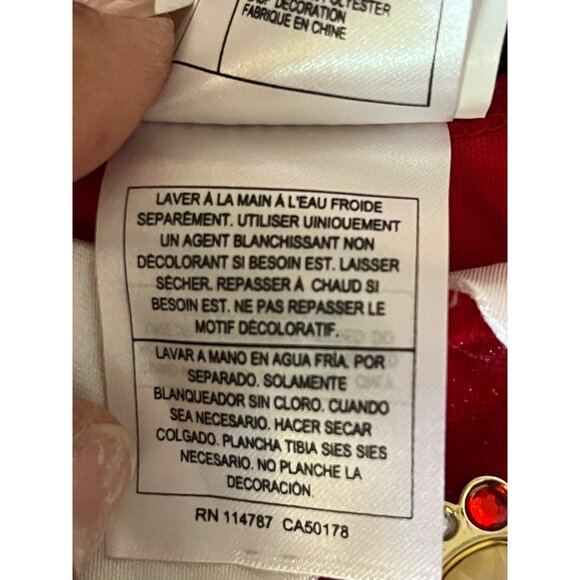 POLYESTER
DÉCORATION
FABRIQUE EN CHINE
LAVER À LA MAIN Á L'EAU FROIDE
SEPARÉMENT. UTILISER UINIQUEMENT
UN AGENT BLANCHISSANT NON
DÉCOLORANT SI BESOIN EST. LAISSER
SÉCHER. REPASSER Á CHAUD SI
BESOIN EST. NE PAS REPASSER LE
MOTIF DÉCOLORATIF.
LAVAR A MANO EN AGUA FRÍA. POR
SEPARADO. SOLAMENTE
BLANQUEADOR SIN CLORO. CUANDO
SEA NECESARIO. HACER SECAR
COLGADO. PLANCHA TIBIA SIES SIES
NECESARIO. NO PLANCHE LA
DECORACIÓN.
RN 114787 CA50178